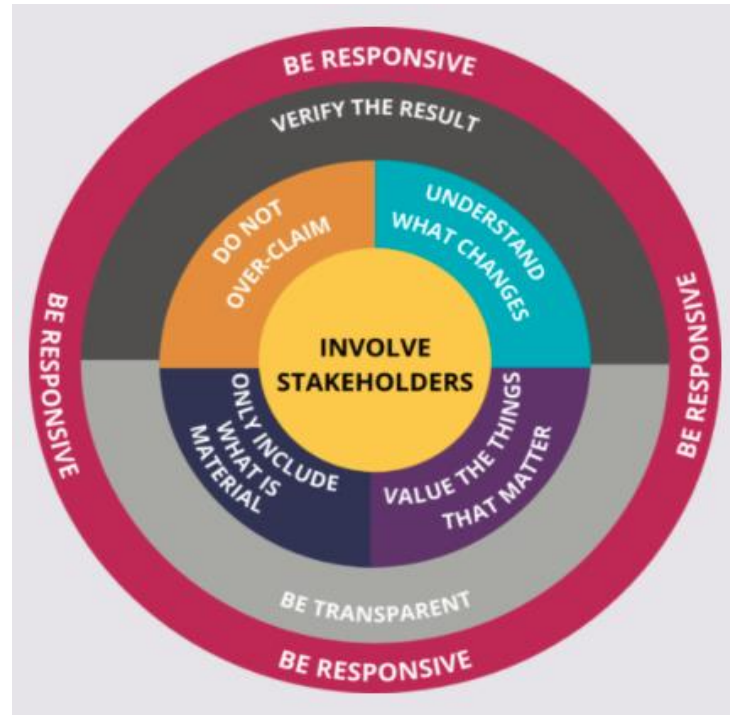 BE RESPONSIVE
VERIFY THE RESULT
DO NOT
OVER-CLAIM
UNDERSTAND
WHAT CHANGES
BE RESPONSIVE
INVOLVE
STAKEHOLDERS
BE RESPONSIVE
ONLY INCLUDE
WHAT IS
MATERIAL
VALUE THE THINGS
THAT MATTER
BE TRANSPARENT
BE RESPONSIVE